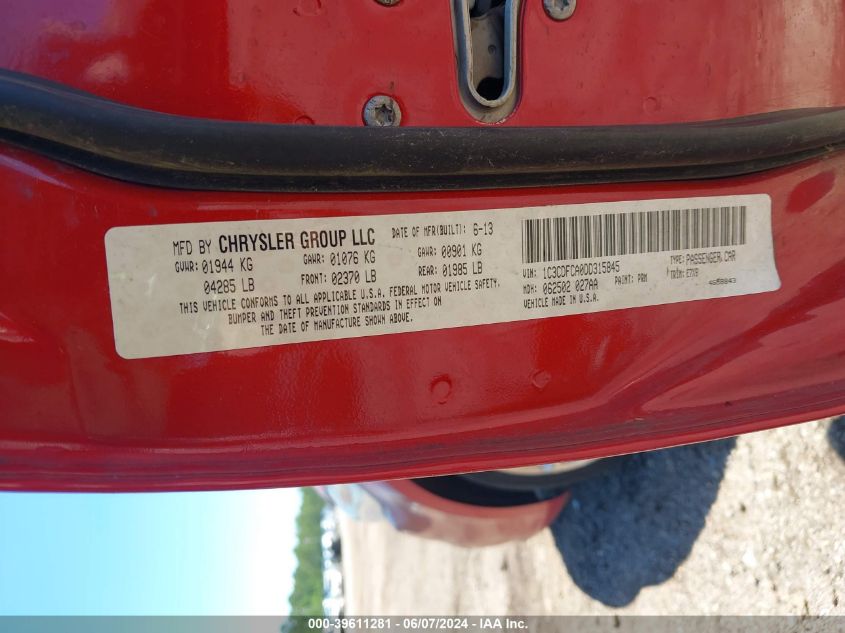 MFD BY CHRYSLER GROUP LLC DATE OF MFR(BUILT): 6-13
GVWR: 01944 KG GAWR: 01076 KG GAWR: 00901 KG
04285 LB FRONT: 02370 LB REAR: 01985 LB
THIS VEHICLE CONFORMS TO ALL APPLICABLE U.S.A. FEDERAL MOTOR VEHICLE SAFETY,
BUMPER AND THEFT PREVENTION STANDARDS IN EFFECT ON
THE DATE OF MANUFACTURE SHOWN ABOVE.
VIN: 1C3CDFCA0DD315845 TYPE: PASSENGER CAR
MDH: 062502 027AA PAINT: PRM TRIM: E7X9
VEHICLE MADE IN U.S.A. 4658843
000-39611281 - 06/07/2024 - IAA Inc.